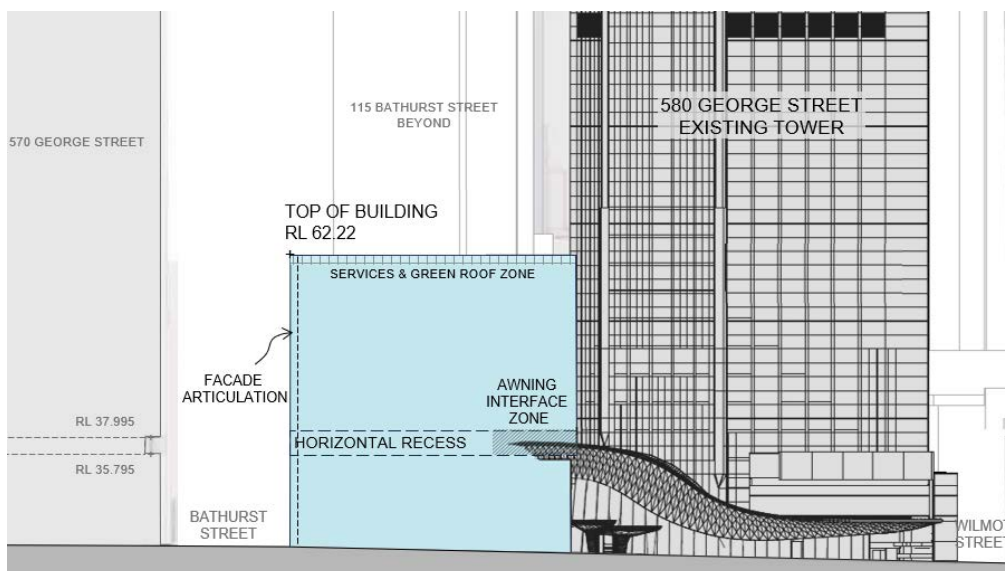 115 BATHURST STREET
BEYOND
580 GEORGE STREET
EXISTING TOWER
570 GEORGE STREET
TOP OF BUILDING
RL 62.22
SERVICES & GREEN ROOF ZONE
FACADE
ARTICULATION
AWNING
INTERFACE
ZONE
RL 37.995
HORIZONTAL RECESS
RL 35.795
BATHURST
STREET
WILMOT
STREET